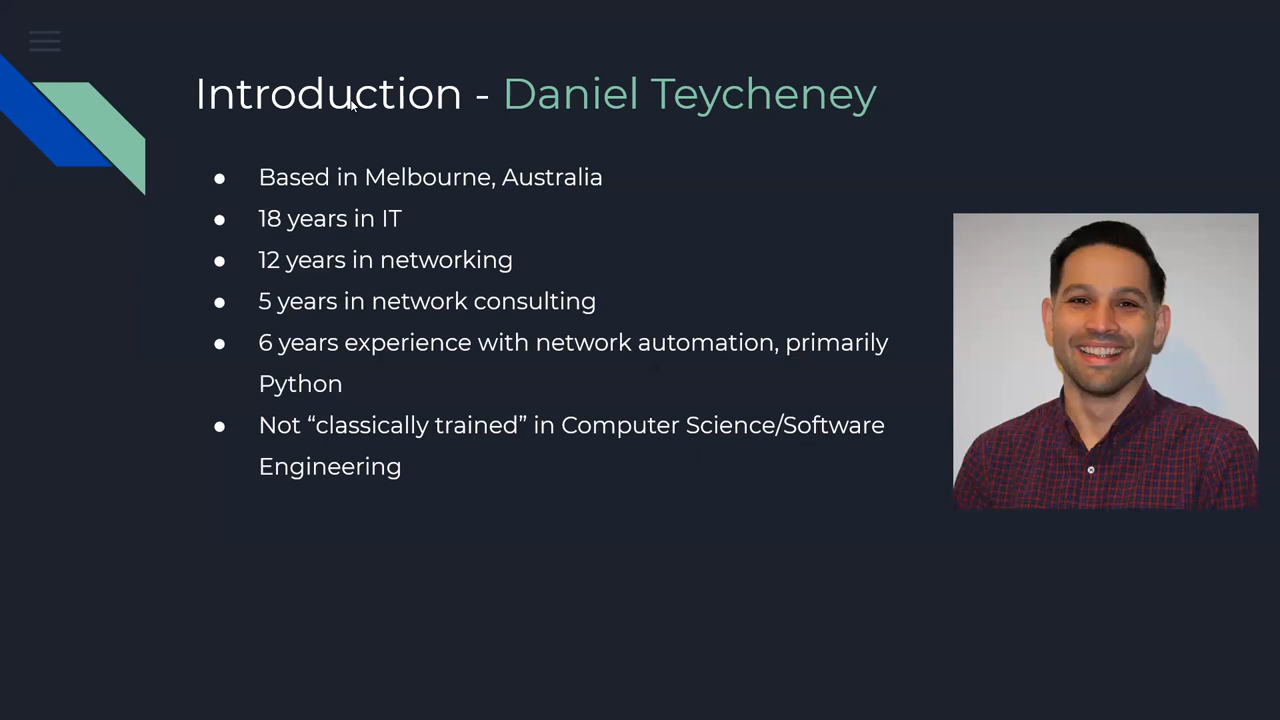 Introduction - Daniel Teycheney
● Based in Melbourne, Australia
● 18 years in IT
● 12 years in networking
● 5 years in network consulting
● 6 years experience with network automation, primarily
Python
● Not “classically trained” in Computer Science/Software
Engineering